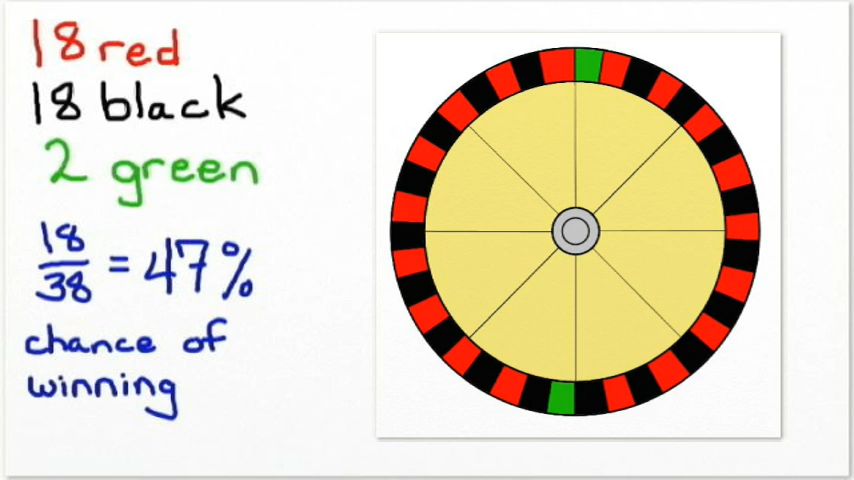 18 red
18 black
2 green
18/38 = 47%
chance of
winning